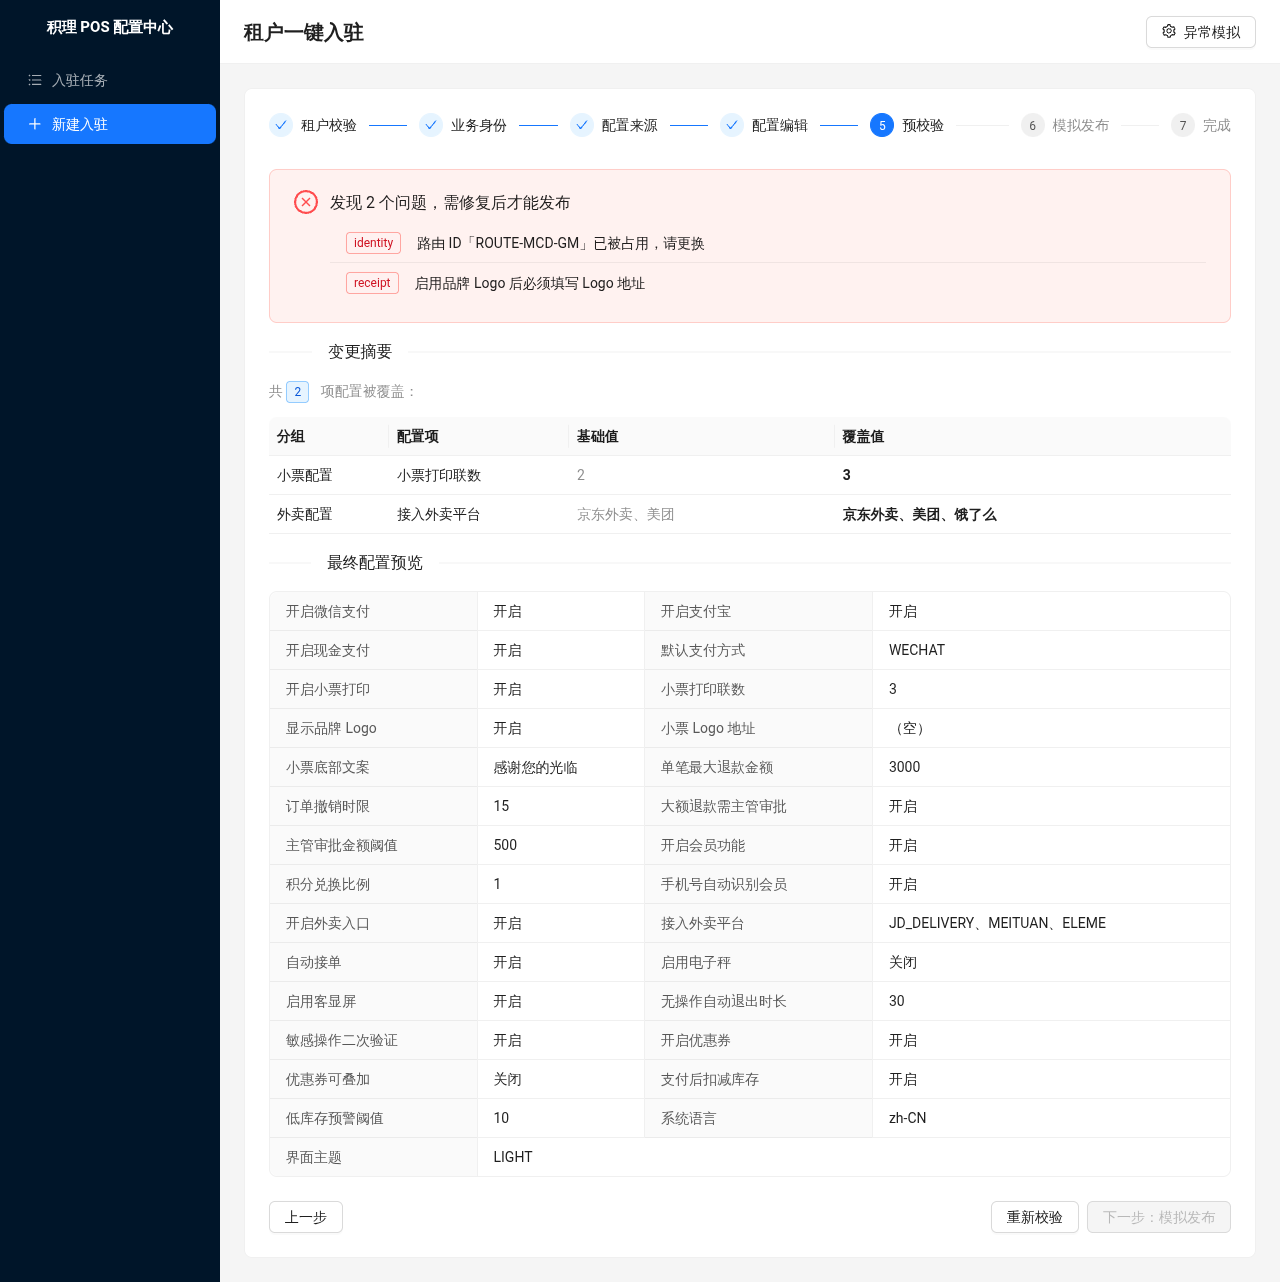 积理 POS 配置中心
入驻任务
新建入驻
租户一键入驻
异常模拟
租户校验
业务身份
配置来源
配置编辑
5 预校验
6 模拟发布
7 完成
发现 2 个问题，需修复后才能发布
identity 路由 ID「ROUTE-MCD-GM」已被占用，请更换
receipt 启用品牌 Logo 后必须填写 Logo 地址
变更摘要
共 2 项配置被覆盖：
分组 配置项 基础值 覆盖值
小票配置 小票打印联数 2 3
外卖配置 接入外卖平台 京东外卖、美团 京东外卖、美团、饿了么
最终配置预览
开启微信支付 开启 开启支付宝 开启
开启现金支付 开启 默认支付方式 WECHAT
开启小票打印 开启 小票打印联数 3
显示品牌 Logo 开启 小票 Logo 地址 （空）
小票底部文案 感谢您的光临 单笔最大退款金额 3000
订单撤销时限 15 大额退款需主管审批 开启
主管审批金额阈值 500 开启会员功能 开启
积分兑换比例 1 手机号自动识别会员 开启
开启外卖入口 开启 接入外卖平台 JD_DELIVERY、MEITUAN、ELEME
自动接单 开启 启用电子秤 关闭
启用客显屏 开启 无操作自动退出时长 30
敏感操作二次验证 开启 开启优惠券 开启
优惠券可叠加 关闭 支付后扣减库存 开启
低库存预警阈值 10 系统语言 zh-CN
界面主题 LIGHT
上一步
重新校验
下一步：模拟发布